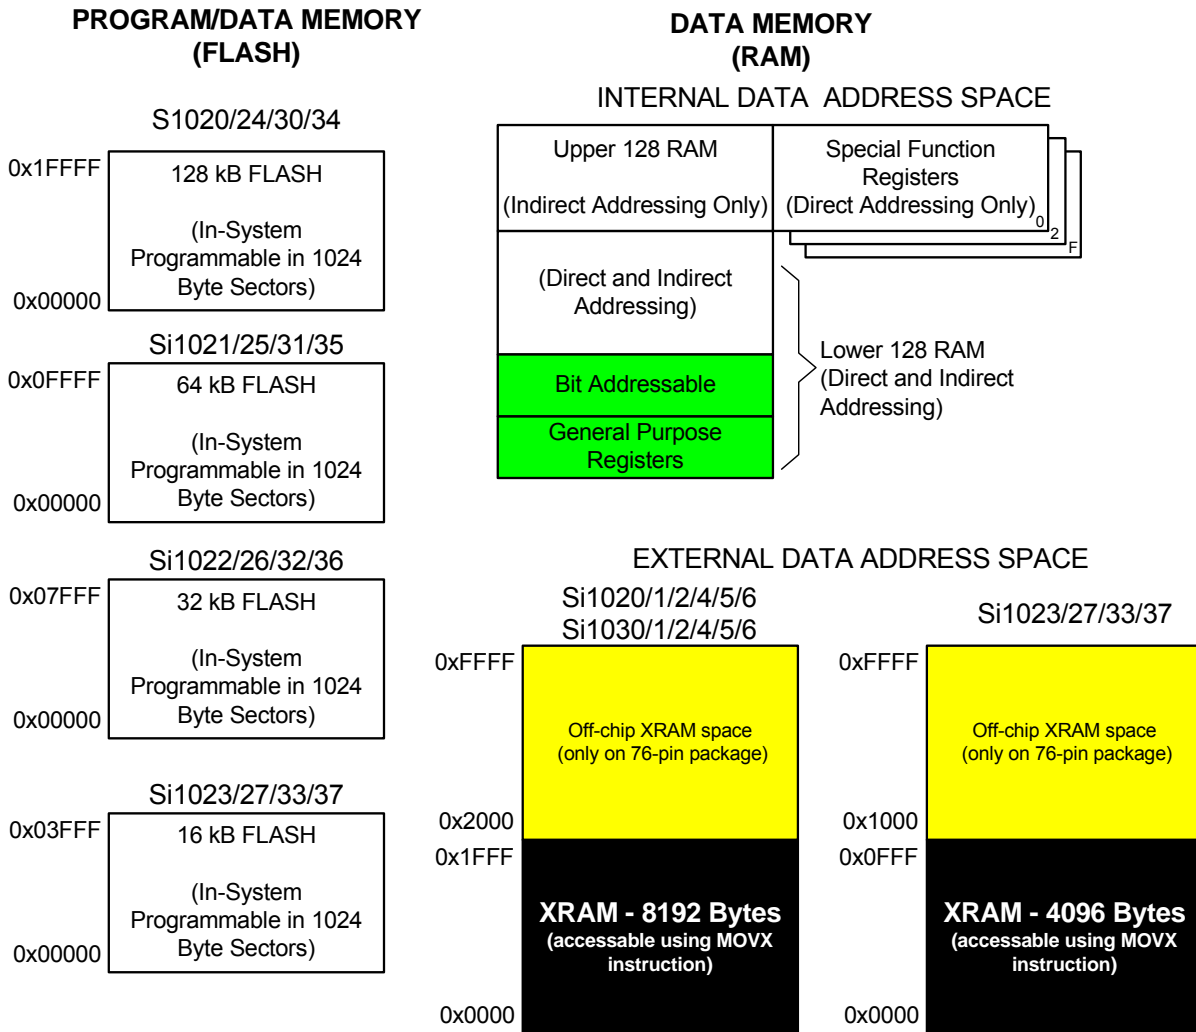 PROGRAM/DATA MEMORY
(FLASH)
S1020/24/30/34
0x1FFFF
128 kB FLASH
(In-System
Programmable in 1024
Byte Sectors)
0x00000
Si1021/25/31/35
0x0FFFF
64 kB FLASH
(In-System
Programmable in 1024
Byte Sectors)
0x00000
Si1022/26/32/36
0x07FFF
32 kB FLASH
(In-System
Programmable in 1024
Byte Sectors)
0x00000
Si1023/27/33/37
0x03FFF
16 kB FLASH
(In-System
Programmable in 1024
Byte Sectors)
0x00000
DATA MEMORY
(RAM)
INTERNAL DATA ADDRESS SPACE
Upper 128 RAM
(Indirect Addressing Only)
Special Function
Registers
(Direct Addressing Only)
0
2
F
(Direct and Indirect
Addressing)
Bit Addressable
General Purpose
Registers
Lower 128 RAM
(Direct and Indirect
Addressing)
EXTERNAL DATA ADDRESS SPACE
Si1020/1/2/4/5/6
Si1030/1/2/4/5/6
0xFFFF
Off-chip XRAM space
(only on 76-pin package)
0x2000
0x1FFF
XRAM - 8192 Bytes
(accessable using MOVX
instruction)
0x0000
Si1023/27/33/37
0xFFFF
Off-chip XRAM space
(only on 76-pin package)
0x1000
0x0FFF
XRAM - 4096 Bytes
(accessable using MOVX
instruction)
0x0000